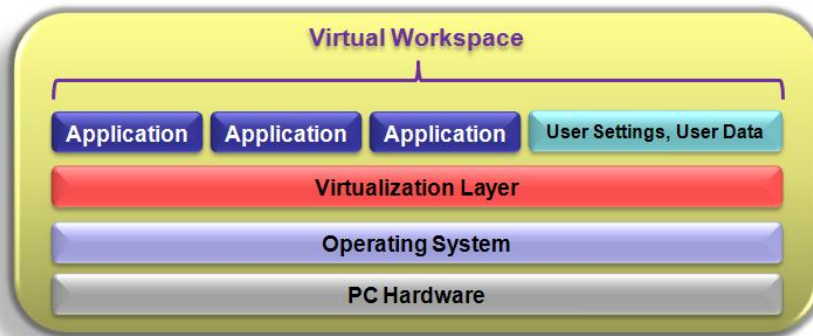 Virtual Workspace
Application Application Application User Settings, User Data
Virtualization Layer
Operating System
PC Hardware